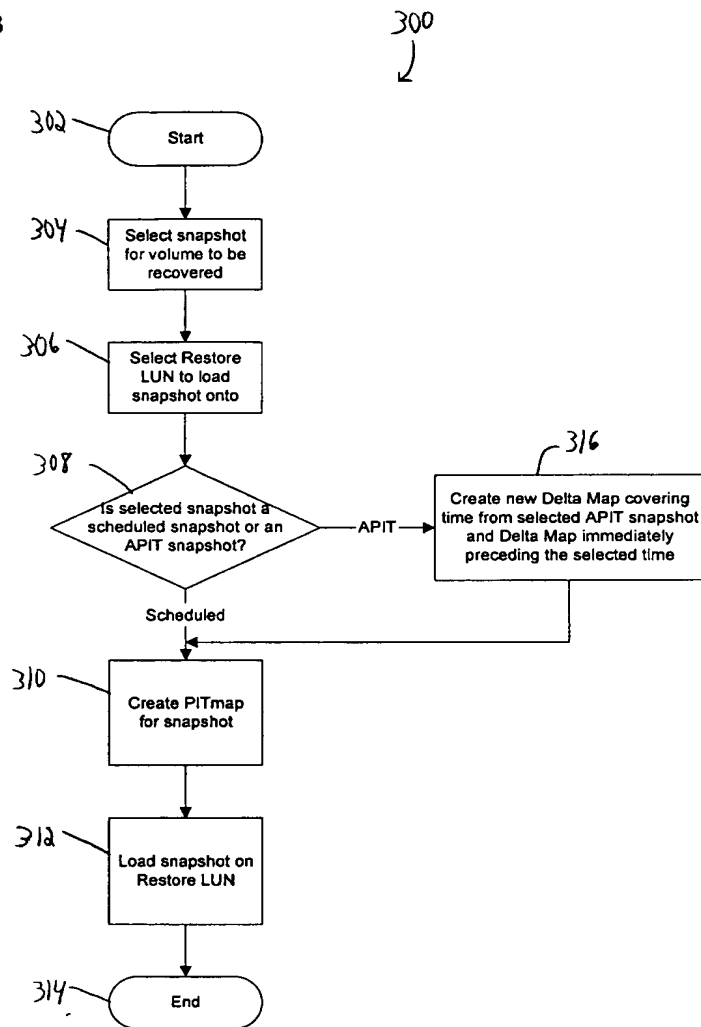 300
302
Start
304
Select snapshot
for volume to be
recovered
306
Select Restore
LUN to load
snapshot onto
308
Is selected snapshot a
scheduled snapshot or an
APIT snapshot?
APIT
316
Create new Delta Map covering
time from selected APIT snapshot
and Delta Map immediately
preceding the selected time
Scheduled
310
Create PITmap
for snapshot
312
Load snapshot on
Restore LUN
314
End